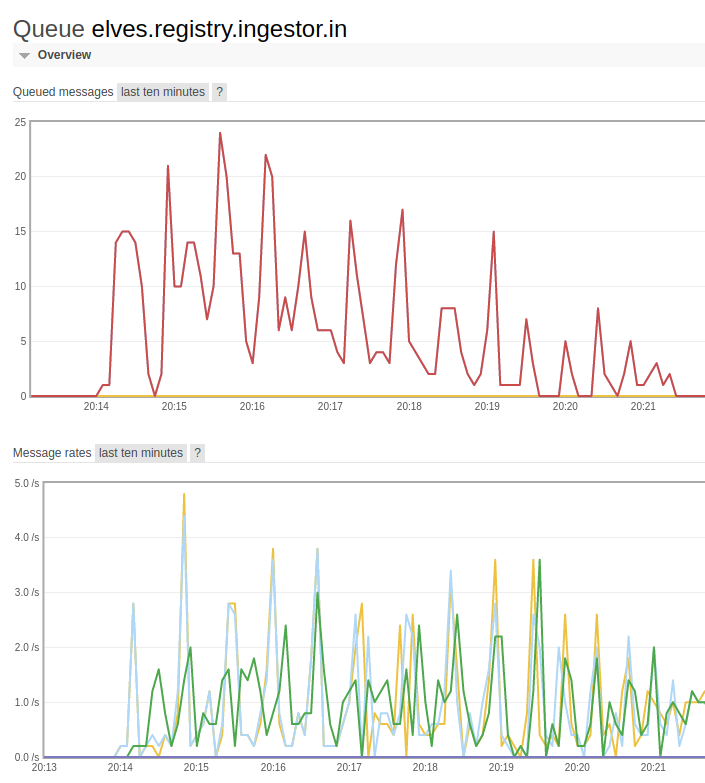 Queue elves.registry.ingestor.in
Overview
Queued messages last ten minutes ?
25
20
15
10
5
0
20:14 20:15 20:16 20:17 20:18 20:19 20:20 20:21
Message rates last ten minutes ?
5.0 /s
4.0 /s
3.0 /s
2.0 /s
1.0 /s
0.0 /s
20:13 20:14 20:15 20:16 20:17 20:18 20:19 20:20 20:21